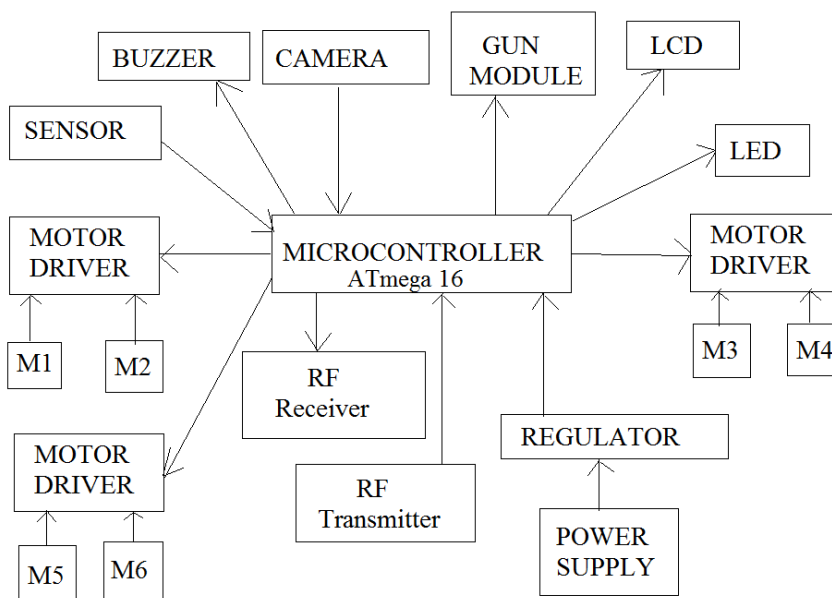 BUZZER
CAMERA
GUN
MODULE
LCD
SENSOR
LED
MOTOR
DRIVER
MICROCONTROLLER
ATmega 16
MOTOR
DRIVER
M1
M2
M3
M4
RF
Receiver
REGULATOR
MOTOR
DRIVER
RF
Transmitter
POWER
SUPPLY
M5
M6